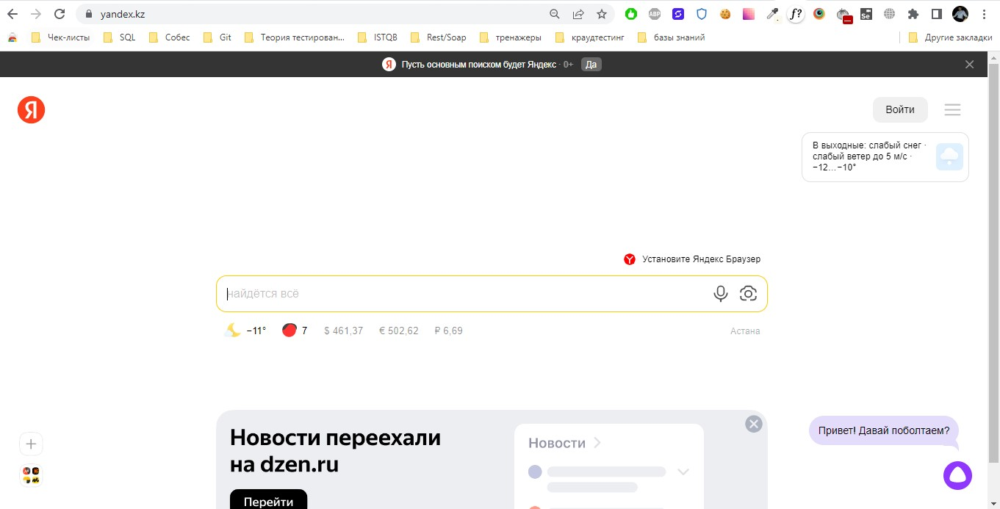 yandex.kz
ABP
f?
Se
Чек-листы
SQL
Собес
Git
Теория тестирован...
ISTQB
Rest/Soap
тренажеры
краудтестинг
базы знаний
Другие закладки
Я Пусть основным поиском будет Яндекс · 0+ Да
Я
Войти
В выходные: слабый снег ·
слабый ветер до 5 м/с ·
−12...−10°
Установите Яндекс Браузер
найдётся всё
−11° 7 $ 461,37 € 502,62 ₽ 6,69 Астана
Новости переехали
на dzen.ru
Перейти
Новости
Привет! Давай поболтаем?